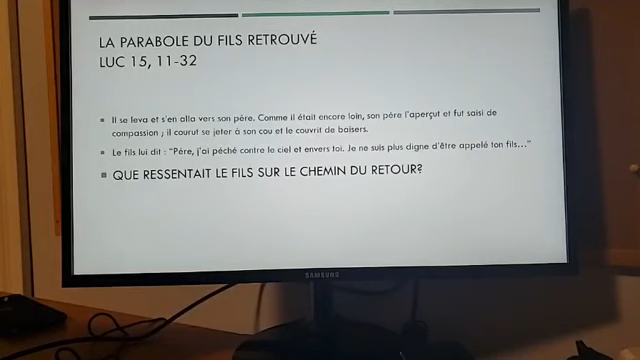 LA PARABOLE DU FILS RETROUVÉ
LUC 15, 11-32
Il se leva et s'en alla vers son père. Comme il était encore loin, son père l'aperçut et fut saisi de
compassion ; il courut se jeter à son cou et le couvrit de baisers.
Le fils lui dit : "Père, j'ai péché contre le ciel et envers toi. Je ne suis plus digne d'être appelé ton fils..."
QUE RESSENTAIT LE FILS SUR LE CHEMIN DU RETOUR?
SAMSUNG